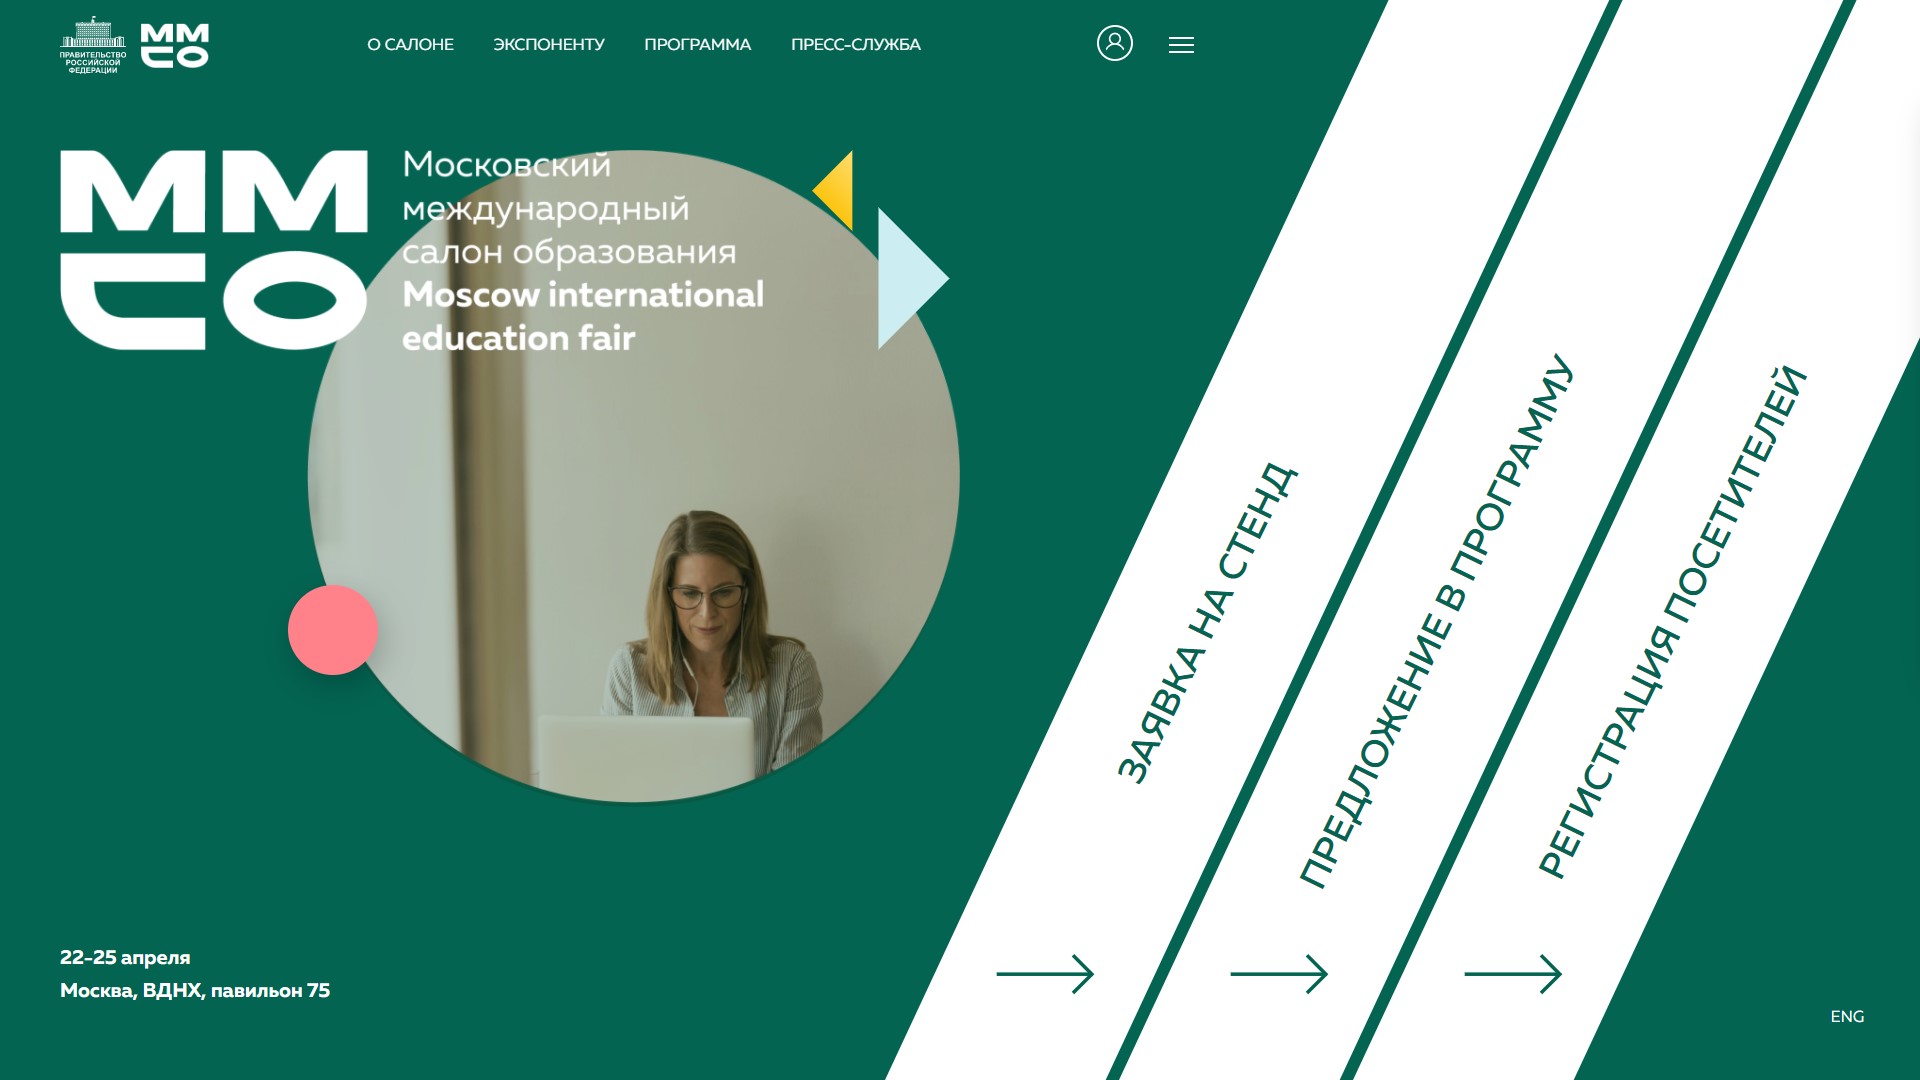 ПРАВИТЕЛЬСТВО
РОССИЙСКОЙ
ФЕДЕРАЦИИ
ММ
СО
О САЛОНЕ
ЭКСПОНЕНТУ
ПРОГРАММА
ПРЕСС-СЛУЖБА
ММ
СО
Московский
международный
салон образования
Moscow international
education fair
ЗАЯВКА НА СТЕНД
ПРЕДЛОЖЕНИЕ В ПРОГРАММУ
РЕГИСТРАЦИЯ ПОСЕТИТЕЛЕЙ
22-25 апреля
Москва, ВДНХ, павильон 75
ENG